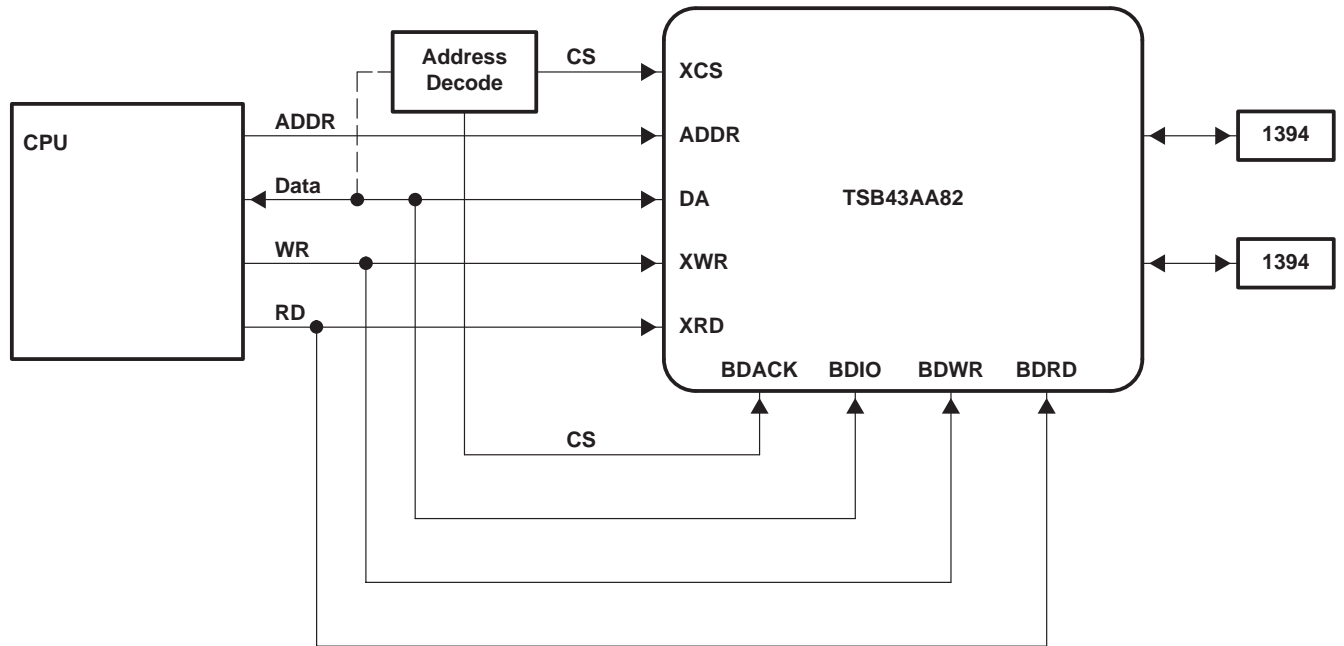 Address
Decode
CS
XCS
CPU
ADDR
ADDR
1394
Data
DA
TSB43AA82
WR
XWR
1394
RD
XRD
BDACK
BDIO
BDWR
BDRD
CS